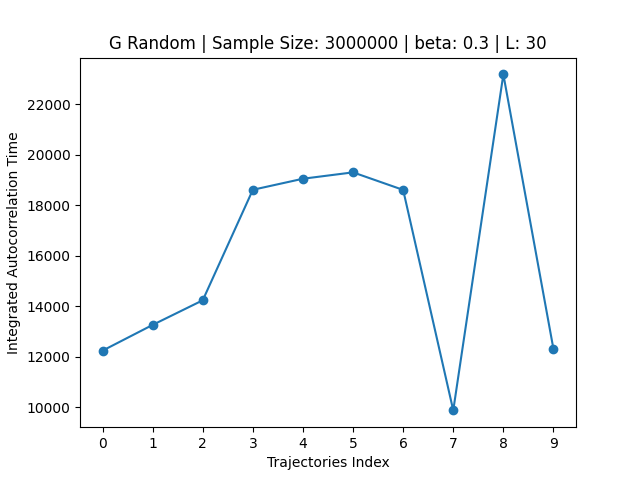 G Random | Sample Size: 3000000 | beta: 0.3 | L: 30
Integrated Autocorrelation Time
22000
20000
18000
16000
14000
12000
10000
0 1 2 3 4 5 6 7 8 9
Trajectories Index